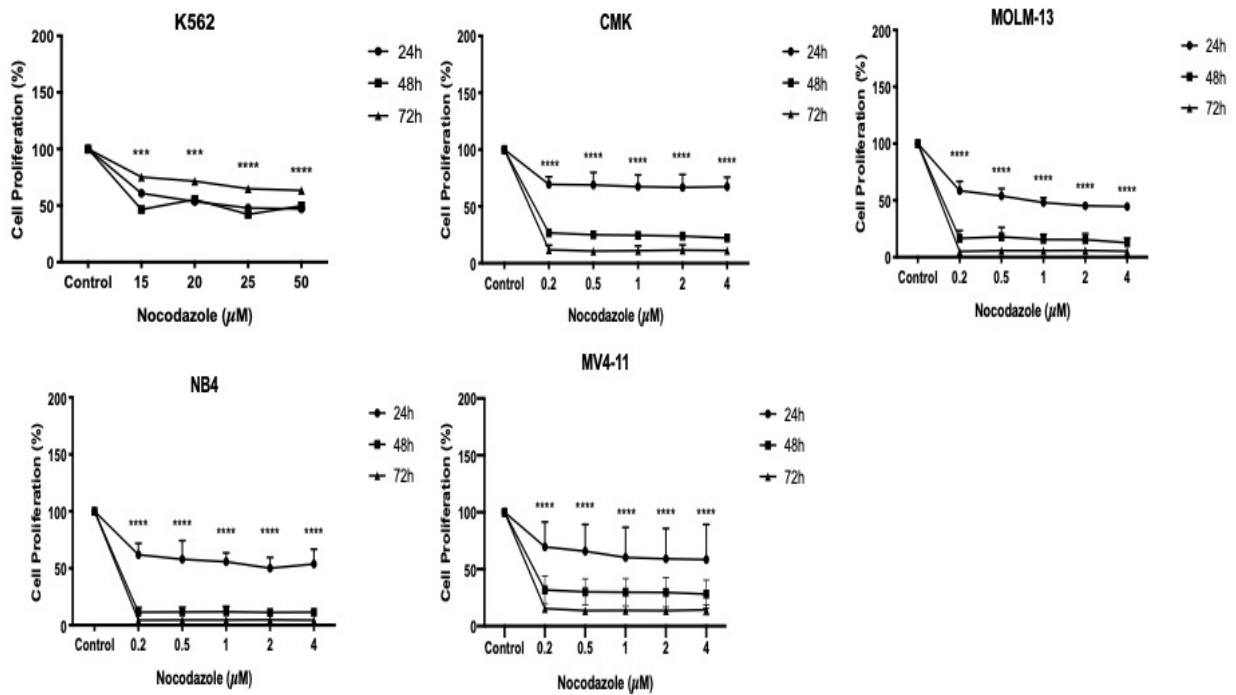 K562
Cell Proliferation (%)
200
150
100
50
0
*** *** **** ****
Control 15 20 25 50
Nocodazole (µM)
24h
48h
72h
CMK
Cell Proliferation (%)
200
150
100
50
0
**** **** **** **** ****
Control 0.2 0.5 1 2 4
Nocodazole (µM)
24h
48h
72h
MOLM-13
Cell Proliferation (%)
200
150
100
50
0
**** **** **** **** ****
Control 0.2 0.5 1 2 4
Nocodazole (µM)
24h
48h
72h
NB4
Cell Proliferation (%)
200
150
100
50
0
**** **** **** **** ****
Control 0.2 0.5 1 2 4
Nocodazole (µM)
24h
48h
72h
MV4-11
Cell Proliferation (%)
200
150
100
50
0
**** **** **** **** ****
Control 0.2 0.5 1 2 4
Nocodazole (µM)
24h
48h
72h